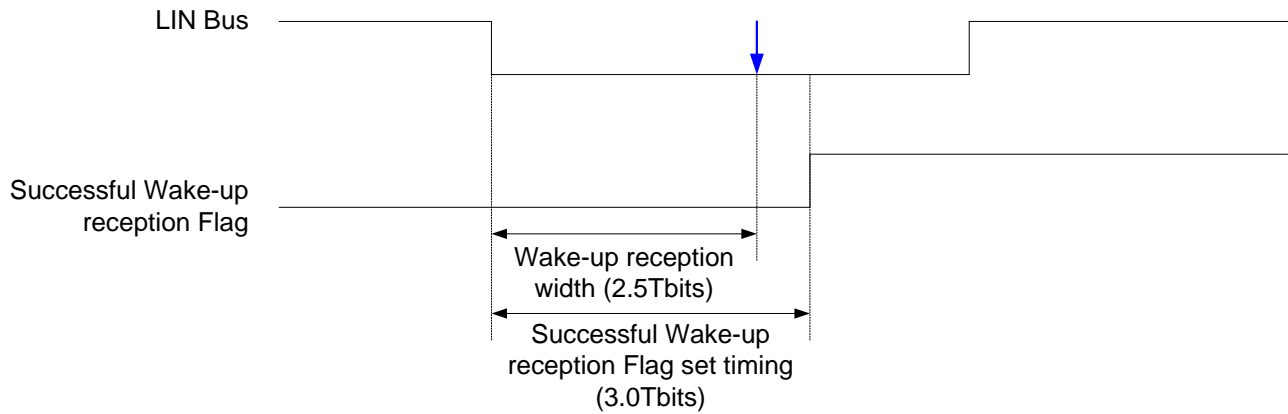 LIN Bus
Successful Wake-up
reception Flag
Wake-up reception
width (2.5Tbits)
Successful Wake-up
reception Flag set timing
(3.0Tbits)